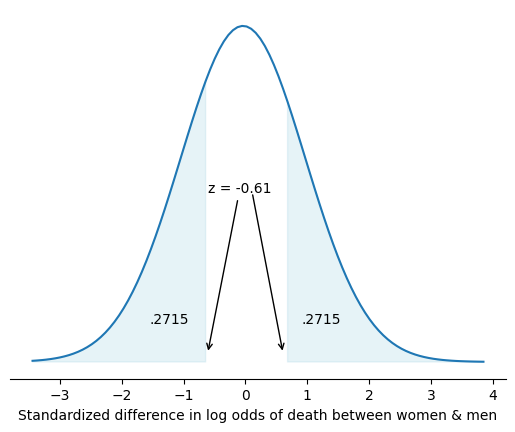 z = -0.61
.2715 .2715
−3 −2 −1 0 1 2 3 4
Standardized difference in log odds of death between women & men